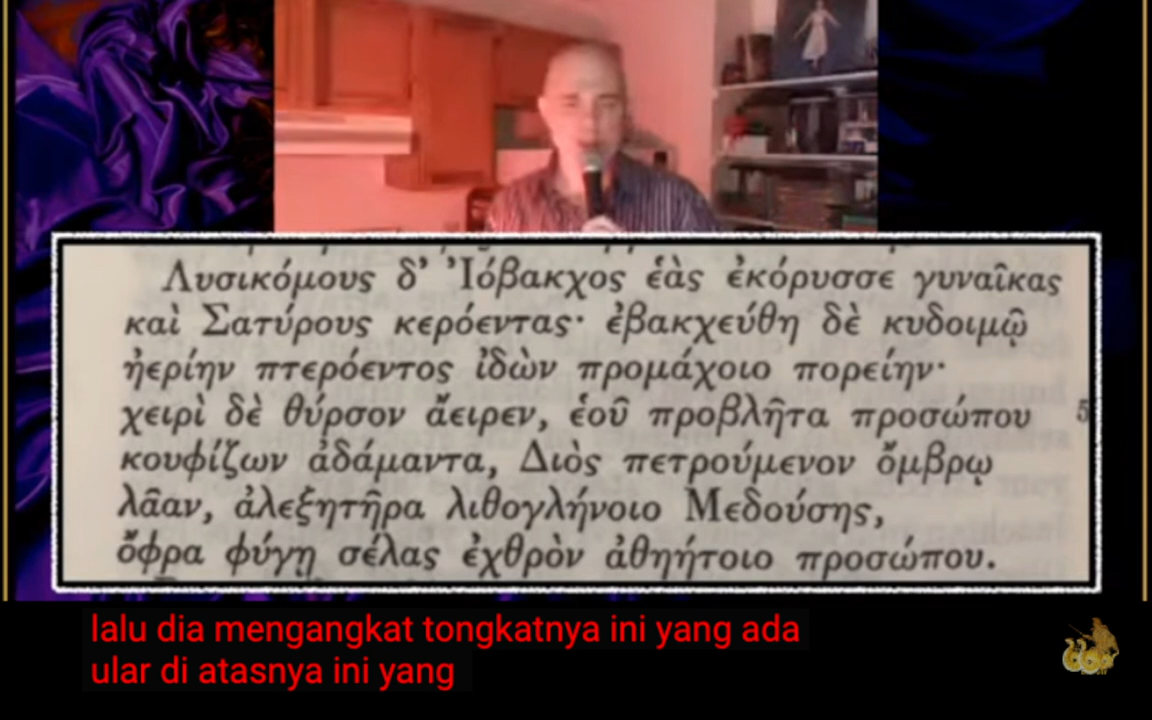 Λυσικόμους δ’ Ἰόβακχος ἑὰς ἐκόρυσσε γυναῖκας
καὶ Σατύρους κερόεντας· ἐβακχεύθη δὲ κυδοιμῷ
ἠερίην πτερόεντος ἰδὼν προμάχοιο πορείην·
χειρὶ δὲ θύρσον ἄειρεν, ἑοῦ προβλῆτα προσώπου 5
κουφίζων ἀδάμαντα, Διὸς πετρούμενον ὄμβρῳ
λᾶαν, ἀλεξητῆρα λιθογλήνοιο Μεδούσης,
ὄφρα φύγῃ σέλας ἐχθρὸν ἀθηήτοιο προσώπου.
lalu dia mengangkat tongkatnya ini yang ada
ular di atasnya ini yang